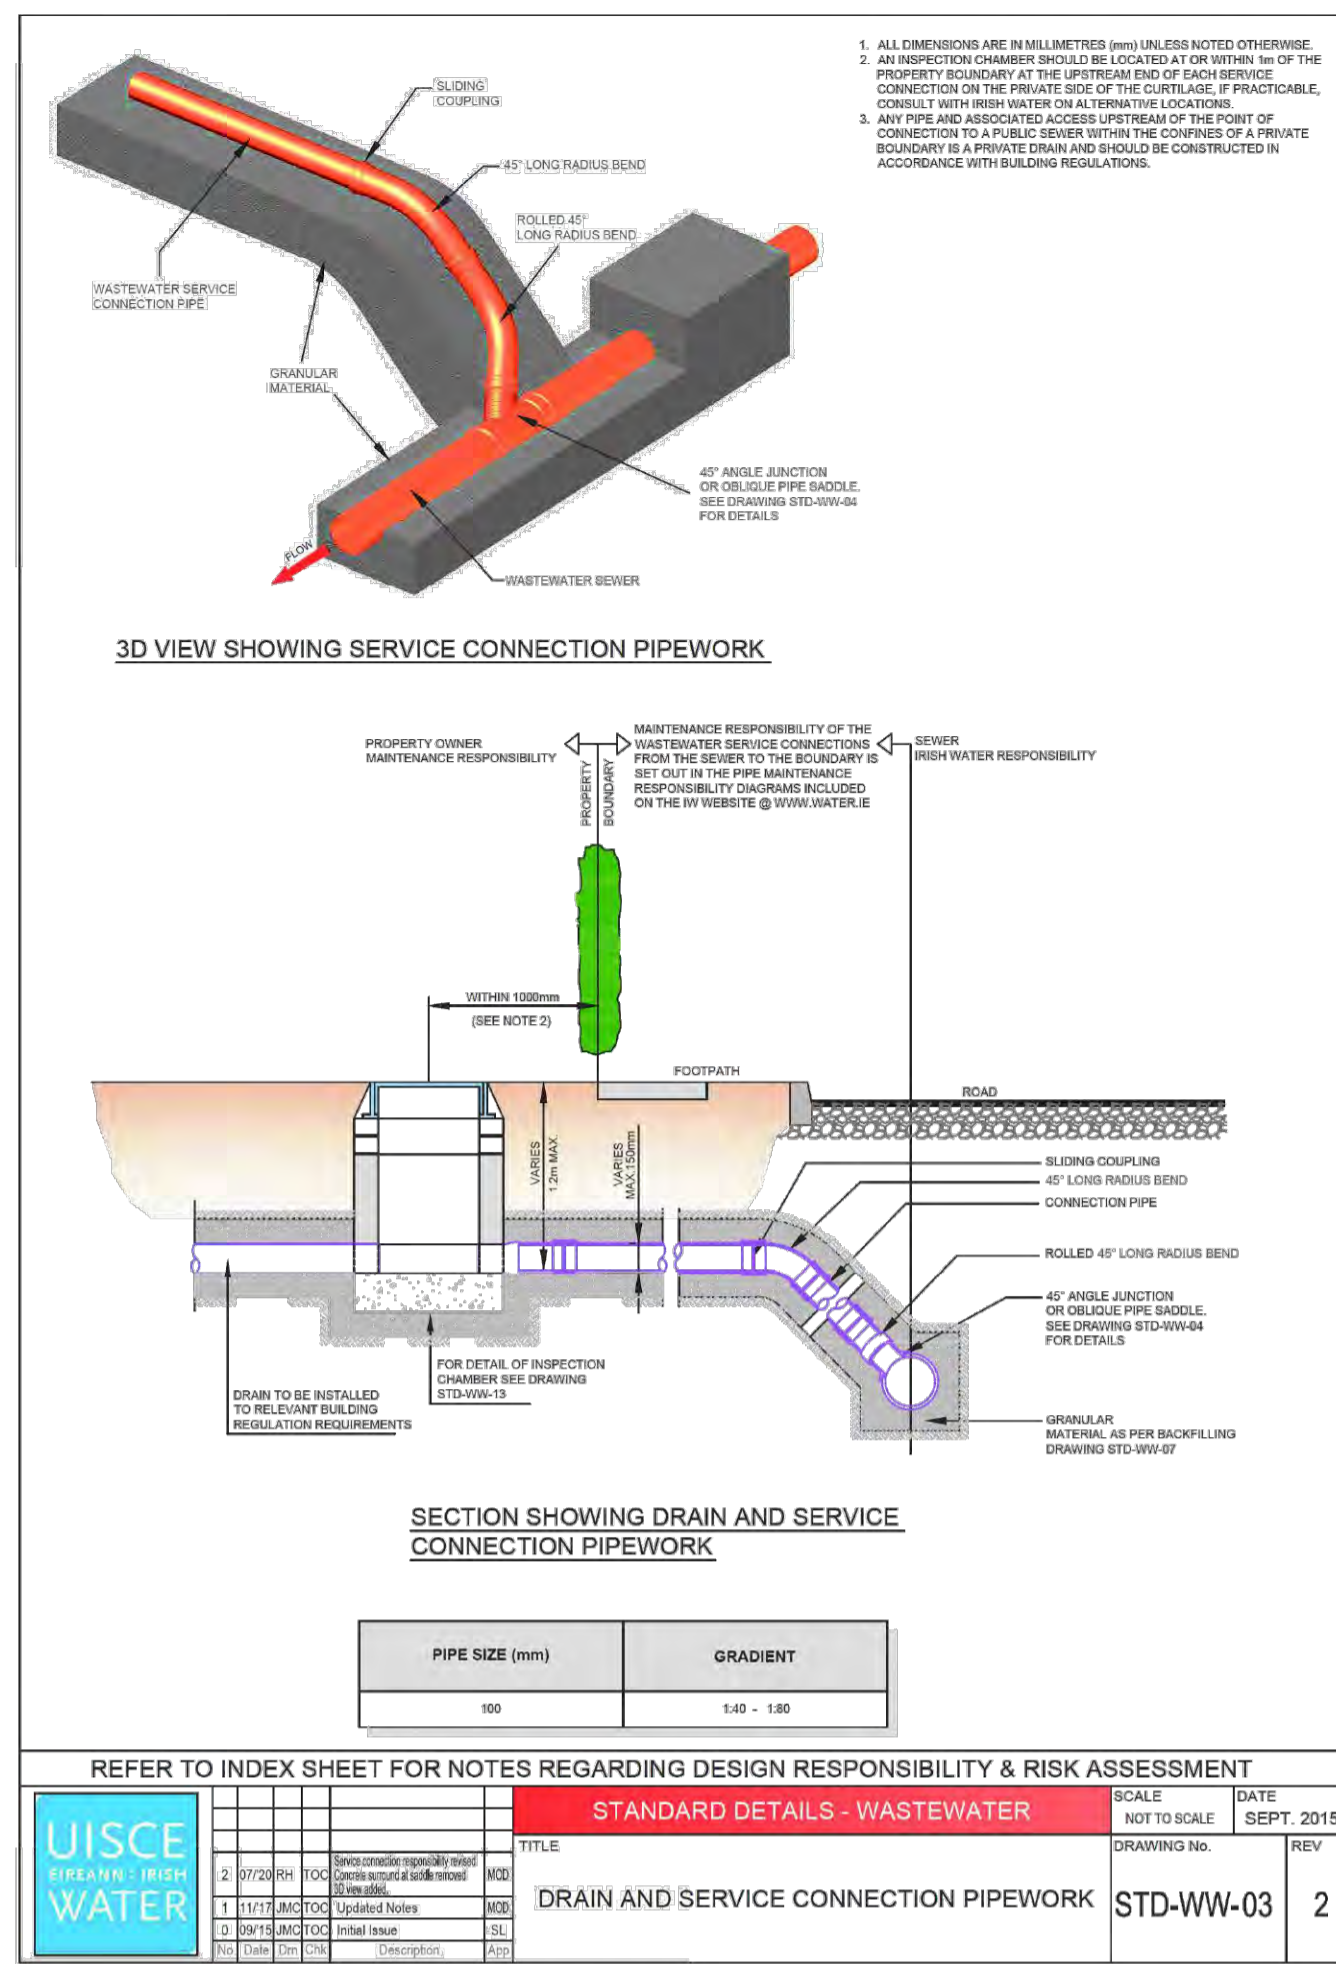 1. ALL DIMENSIONS ARE IN MILLIMETRES (mm) UNLESS NOTED OTHERWISE.
2. AN INSPECTION CHAMBER SHOULD BE LOCATED AT OR WITHIN 1m OF THE
PROPERTY BOUNDARY AT THE UPSTREAM END OF EACH SERVICE
CONNECTION ON THE PRIVATE SIDE OF THE CURTILAGE, IF PRACTICABLE,
CONSULT WITH IRISH WATER ON ALTERNATIVE LOCATIONS.
3. ANY PIPE AND ASSOCIATED ACCESS UPSTREAM OF THE POINT OF
CONNECTION TO A PUBLIC SEWER WITHIN THE CONFINES OF A PRIVATE
BOUNDARY IS A PRIVATE DRAIN AND SHOULD BE CONSTRUCTED IN
ACCORDANCE WITH BUILDING REGULATIONS.
SLIDING
COUPLING
45° LONG RADIUS BEND
ROLLED 45°
LONG RADIUS BEND
WASTEWATER SERVICE
CONNECTION PIPE
GRANULAR
MATERIAL
45° ANGLE JUNCTION
OR OBLIQUE PIPE SADDLE.
SEE DRAWING STD-WW-04
FOR DETAILS
FLOW
WASTEWATER SEWER
3D VIEW SHOWING SERVICE CONNECTION PIPEWORK
PROPERTY OWNER
MAINTENANCE RESPONSIBILITY
PROPERTY
BOUNDARY
MAINTENANCE RESPONSIBILITY OF THE
WASTEWATER SERVICE CONNECTIONS
FROM THE SEWER TO THE BOUNDARY IS
SET OUT IN THE PIPE MAINTENANCE
RESPONSIBILITY DIAGRAMS INCLUDED
ON THE IW WEBSITE @ WWW.WATER.IE
SEWER
IRISH WATER RESPONSIBILITY
WITHIN 1000mm
(SEE NOTE 2)
FOOTPATH
ROAD
VARIES
1.2m MAX.
VARIES
MAX.150mm
SLIDING COUPLING
45° LONG RADIUS BEND
CONNECTION PIPE
ROLLED 45° LONG RADIUS BEND
45° ANGLE JUNCTION
OR OBLIQUE PIPE SADDLE.
SEE DRAWING STD-WW-04
FOR DETAILS
FOR DETAIL OF INSPECTION
CHAMBER SEE DRAWING
STD-WW-13
DRAIN TO BE INSTALLED
TO RELEVANT BUILDING
REGULATION REQUIREMENTS
GRANULAR
MATERIAL AS PER BACKFILLING
DRAWING STD-WW-07
SECTION SHOWING DRAIN AND SERVICE
CONNECTION PIPEWORK
PIPE SIZE (mm) GRADIENT
100 1:40 - 1:80
REFER TO INDEX SHEET FOR NOTES REGARDING DESIGN RESPONSIBILITY & RISK ASSESSMENT
UISCE
ÉIREANN : IRISH
WATER
2 07/'20 RH TOC Service connection responsibility revised. Concrete surround at saddle removed 3D view added. MOD
1 11/'17 JMC TOC Updated Notes MOD
0 09/'15 JMC TOC Initial Issue SL
No Date Drn Chk Description. App
STANDARD DETAILS - WASTEWATER
SCALE
NOT TO SCALE
DATE
SEPT. 2015
TITLE
DRAIN AND SERVICE CONNECTION PIPEWORK
DRAWING No.
STD-WW-03
REV
2